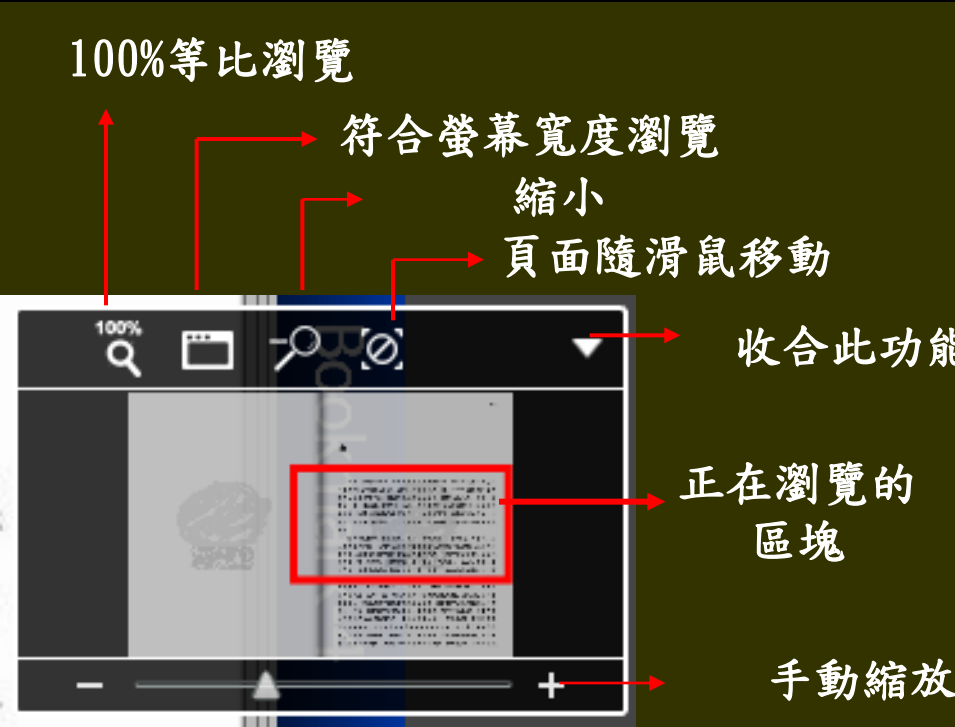 100%等比瀏覽
符合螢幕寬度瀏覽
縮小
頁面隨滑鼠移動
100%
收合此功能
Bookmark
正在瀏覽的
區塊
手動縮放